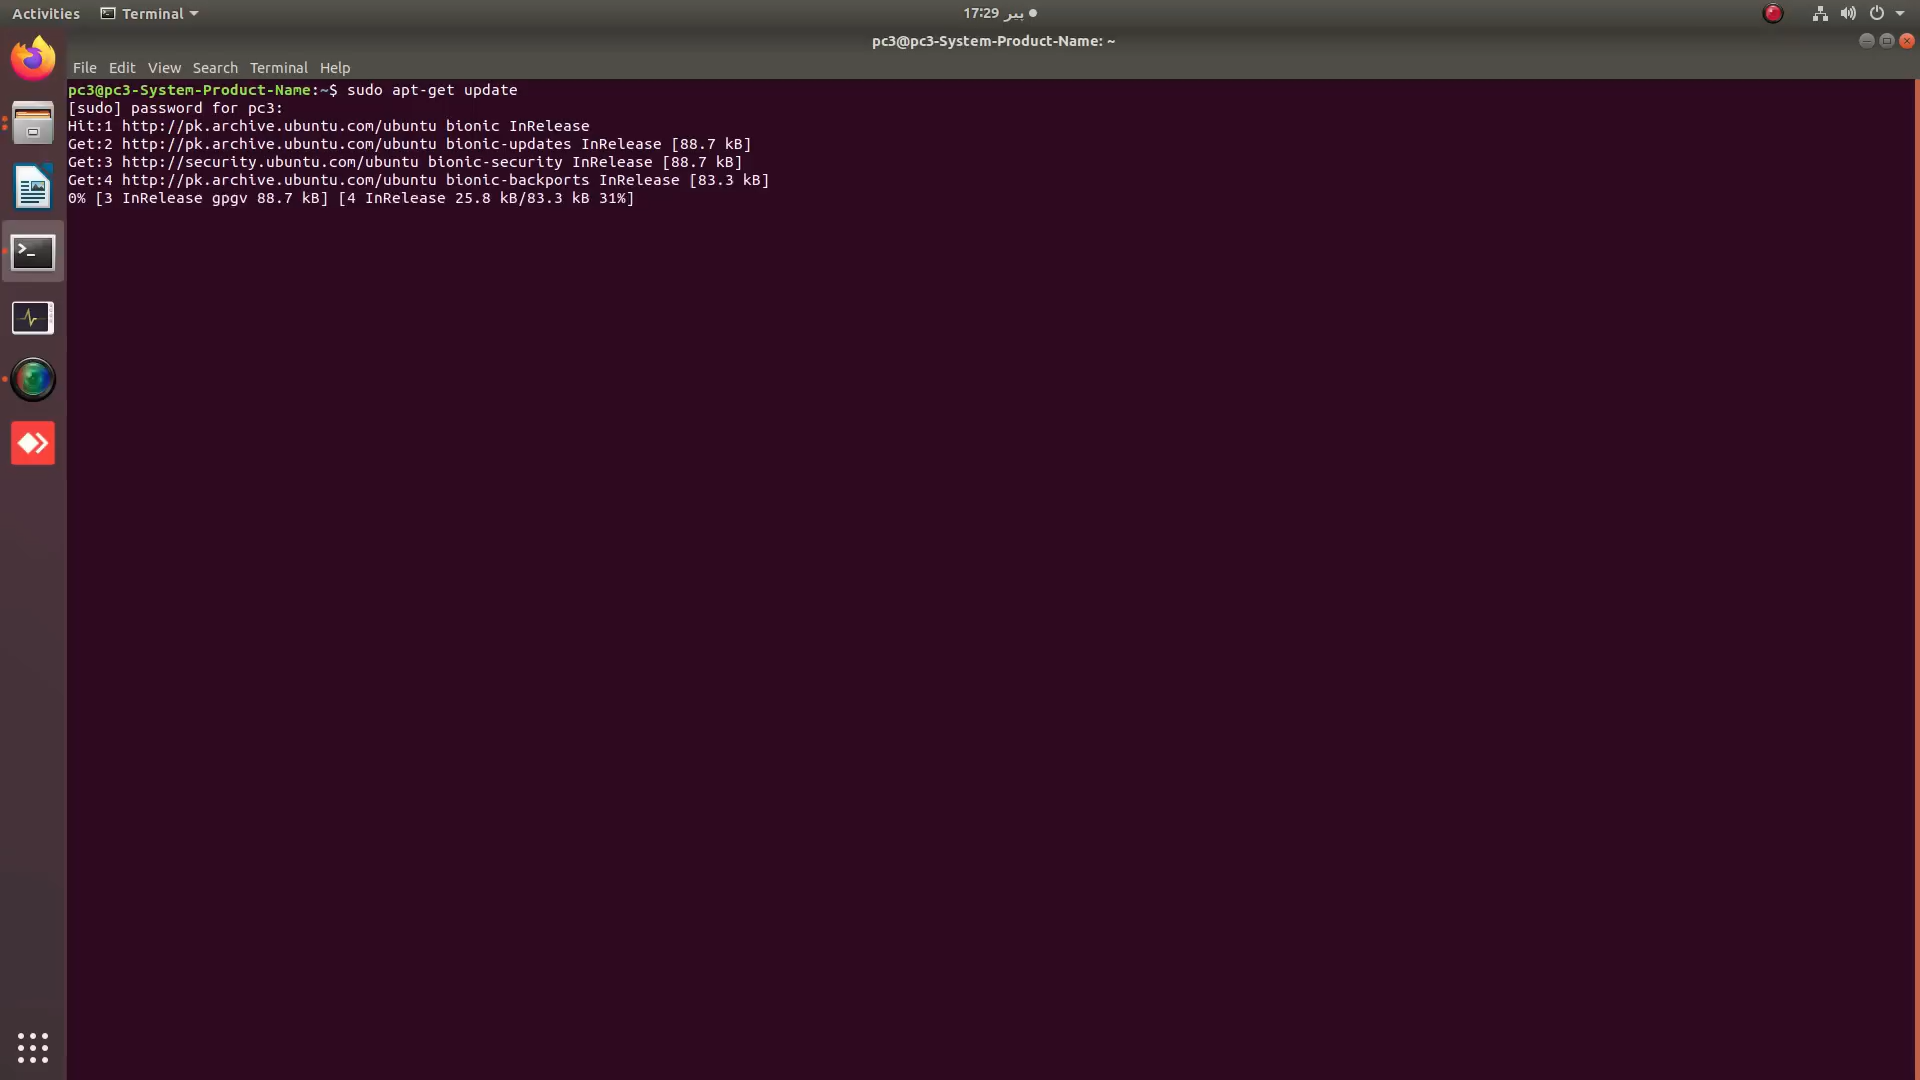 Activities Terminal پیر 17:29
pc3@pc3-System-Product-Name: ~
File Edit View Search Terminal Help
pc3@pc3-System-Product-Name:~$ sudo apt-get update
[sudo] password for pc3:
Hit:1 http://pk.archive.ubuntu.com/ubuntu bionic InRelease
Get:2 http://pk.archive.ubuntu.com/ubuntu bionic-updates InRelease [88.7 kB]
Get:3 http://security.ubuntu.com/ubuntu bionic-security InRelease [88.7 kB]
Get:4 http://pk.archive.ubuntu.com/ubuntu bionic-backports InRelease [83.3 kB]
0% [3 InRelease gpgv 88.7 kB] [4 InRelease 25.8 kB/83.3 kB 31%]